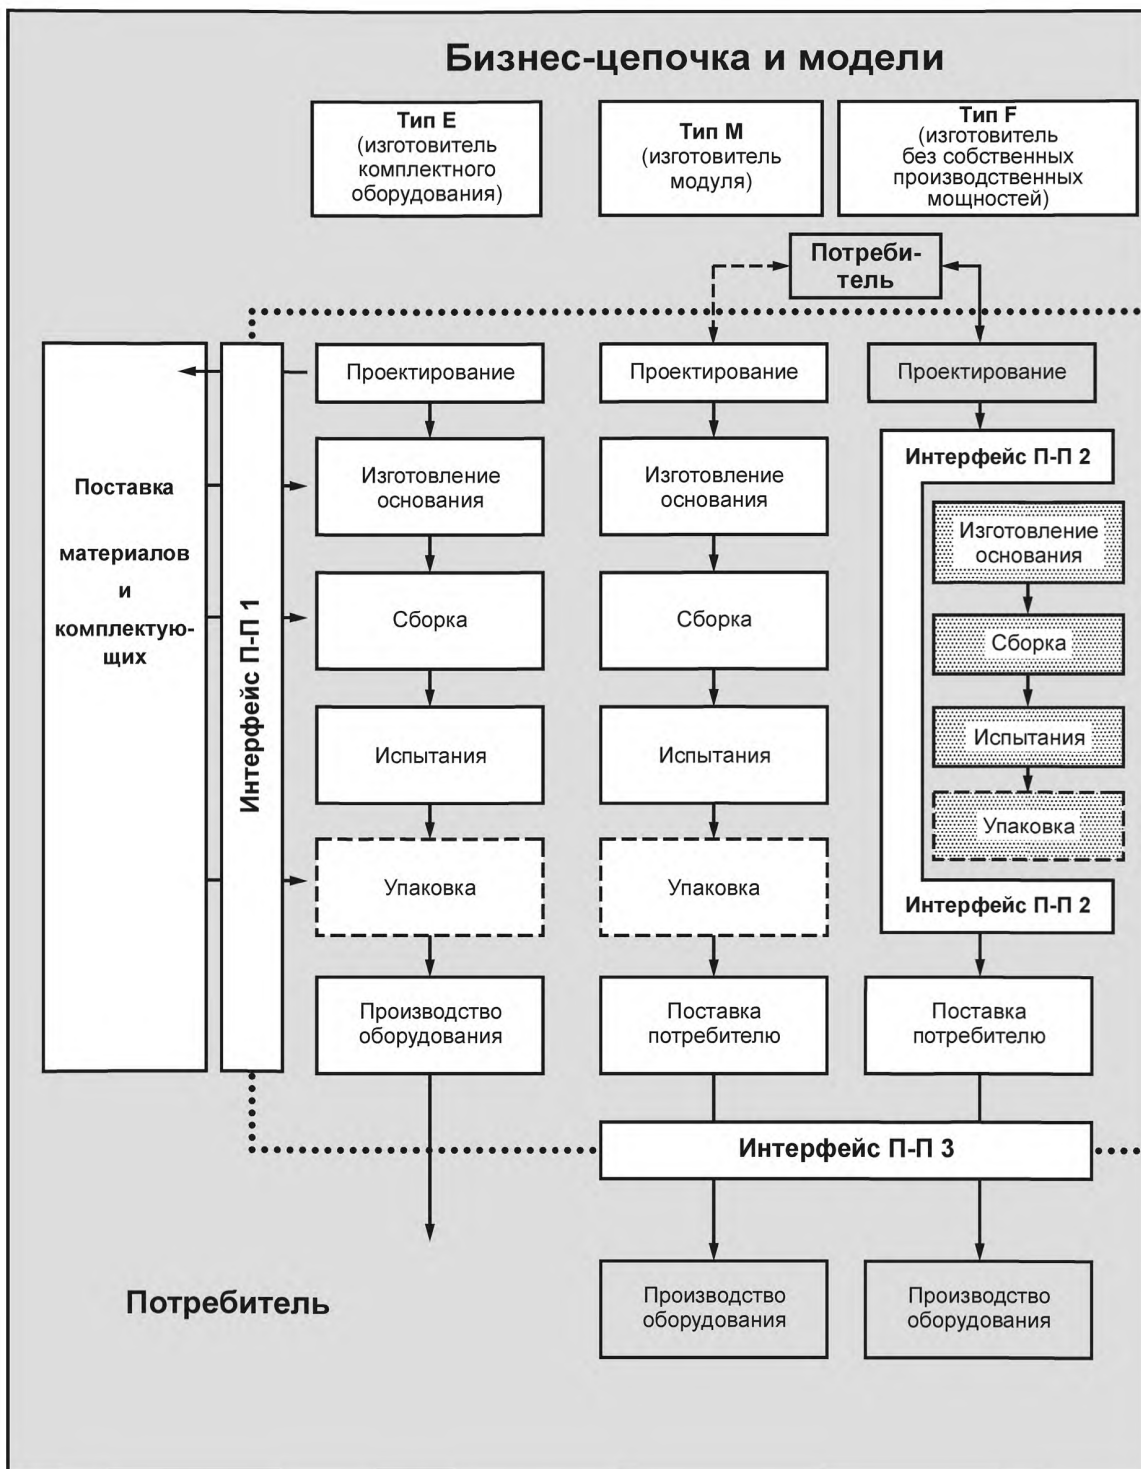 Бизнес-цепочка и модели
Тип E
(изготовитель
комплектного
оборудования)
Тип M
(изготовитель
модуля)
Тип F
(изготовитель
без собственных
производственных
мощностей)
Потреби-
тель
Поставка
материалов
и
комплектую-
щих
Интерфейс П-П 1
Проектирование
Изготовление
основания
Сборка
Испытания
Упаковка
Производство
оборудования
Проектирование
Изготовление
основания
Сборка
Испытания
Упаковка
Поставка
потребителю
Проектирование
Интерфейс П-П 2
Изготовление
основания
Сборка
Испытания
Упаковка
Интерфейс П-П 2
Поставка
потребителю
Интерфейс П-П 3
Производство
оборудования
Производство
оборудования
Потребитель